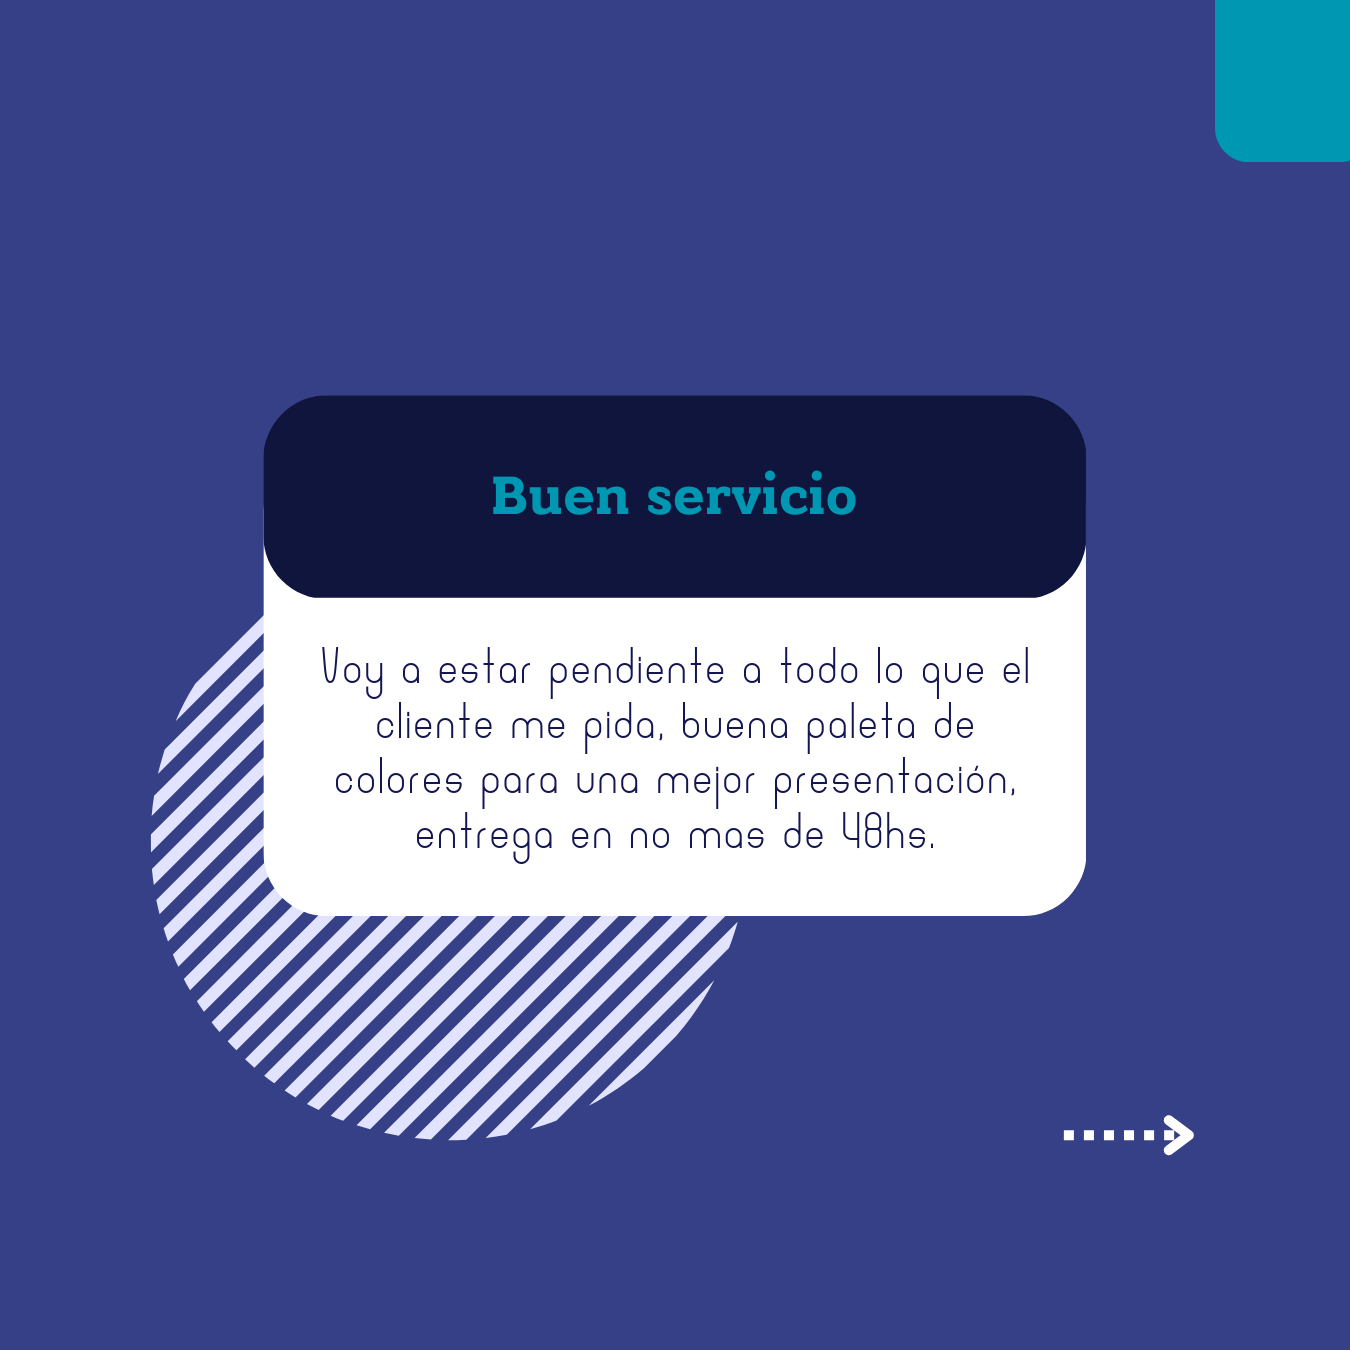 Buen servicio
Voy a estar pendiente a todo lo que el
cliente me pida, buena paleta de
colores para una mejor presentación,
entrega en no mas de 48hs.